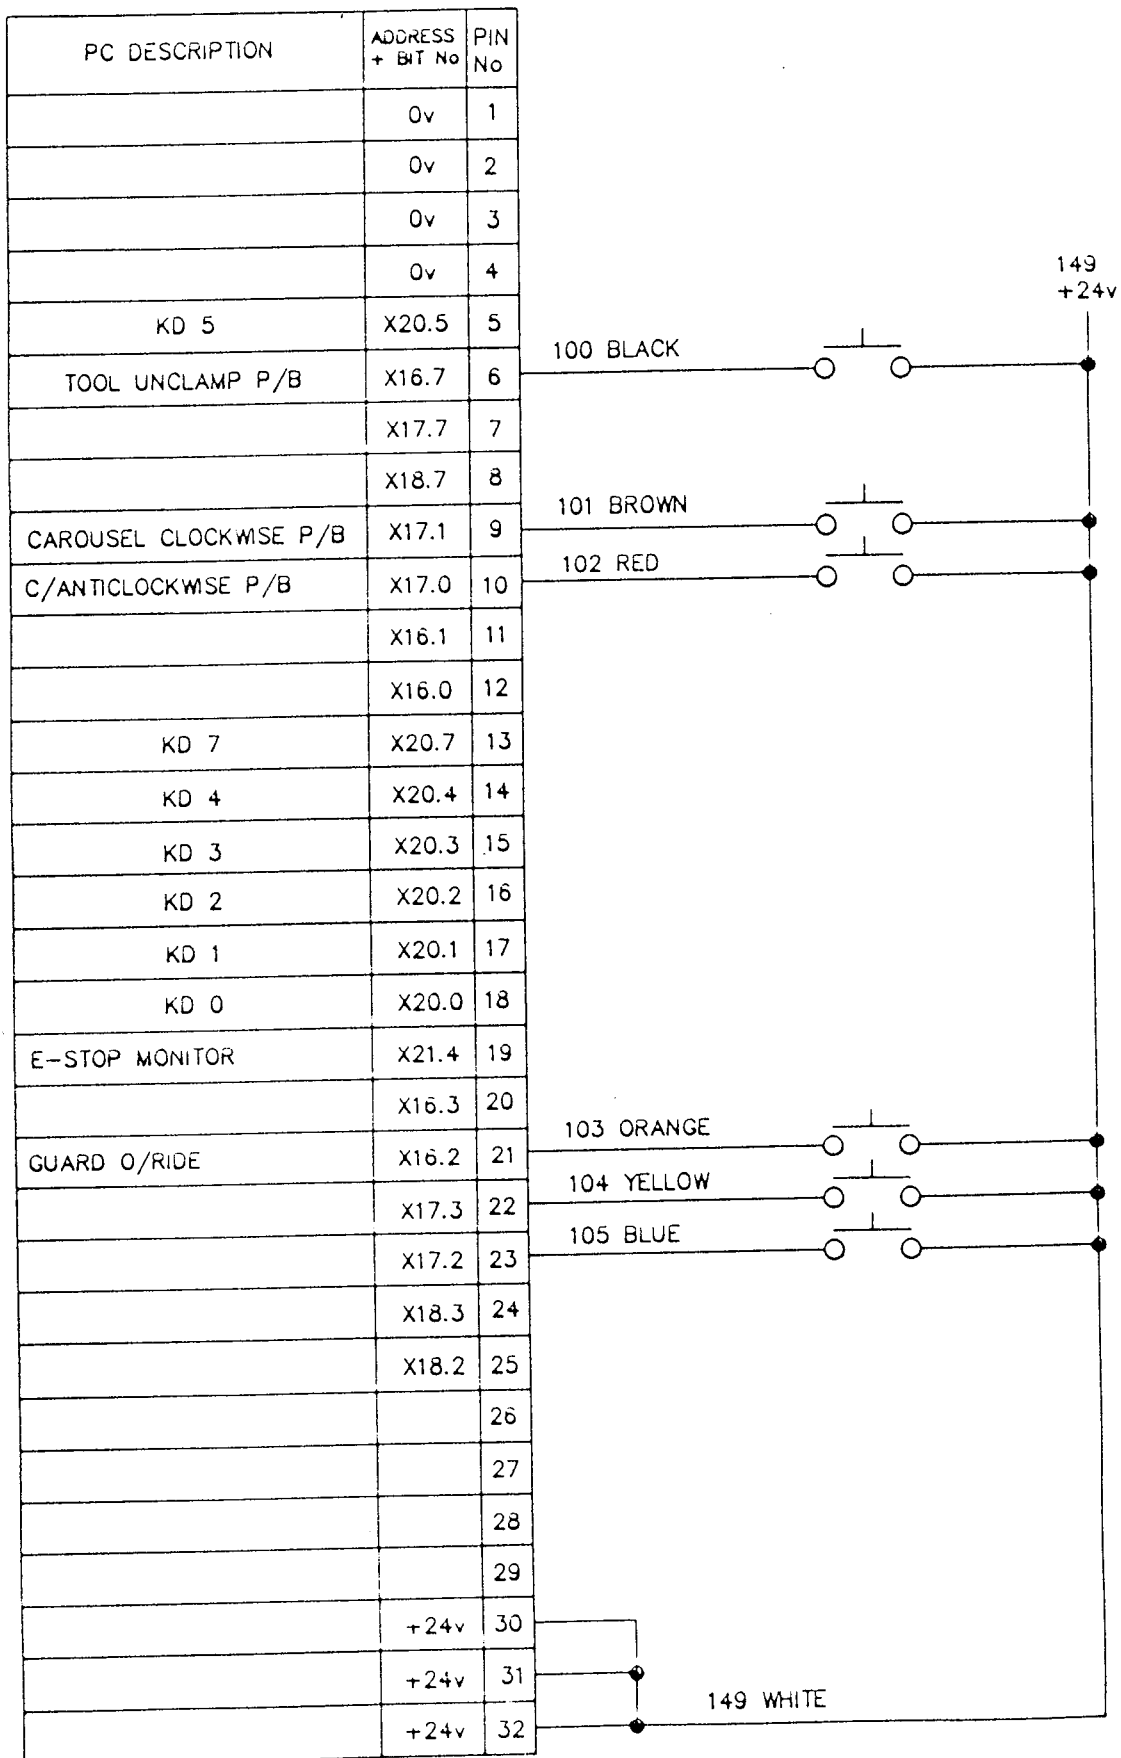 PC DESCRIPTION ADDRESS + BIT No PIN No
0v 1
0v 2
0v 3
0v 4
149
+24v
KD 5 X20.5 5
100 BLACK
TOOL UNCLAMP P/B X16.7 6
X17.7 7
X18.7 8
101 BROWN
CAROUSEL CLOCKWISE P/B X17.1 9
102 RED
C/ANTICLOCKWISE P/B X17.0 10
X16.1 11
X16.0 12
KD 7 X20.7 13
KD 4 X20.4 14
KD 3 X20.3 15
KD 2 X20.2 16
KD 1 X20.1 17
KD 0 X20.0 18
E-STOP MONITOR X21.4 19
X16.3 20
103 ORANGE
GUARD O/RIDE X16.2 21
104 YELLOW
X17.3 22
105 BLUE
X17.2 23
X18.3 24
X18.2 25
26
27
28
29
+24v 30
+24v 31
149 WHITE
+24v 32